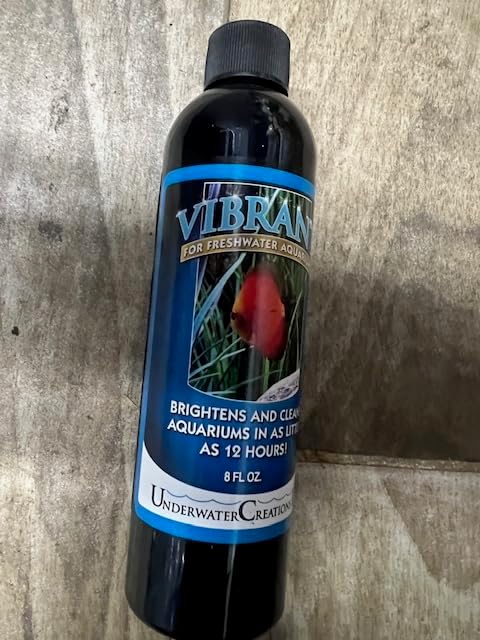 VIBRAN
FOR FRESHWATER AQUA
BRIGHTENS AND CLEAN
AQUARIUMS IN AS LITT
AS 12 HOURS!
8 FL OZ.
UNDERWATERCREATION